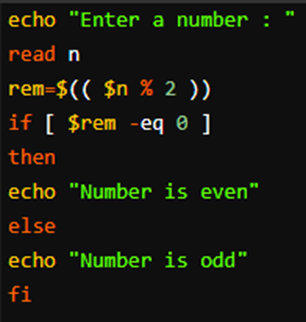 echo "Enter a number : "
read n
rem=$(( $n % 2 ))
if [ $rem -eq 0 ]
then
echo "Number is even"
else
echo "Number is odd"
fi